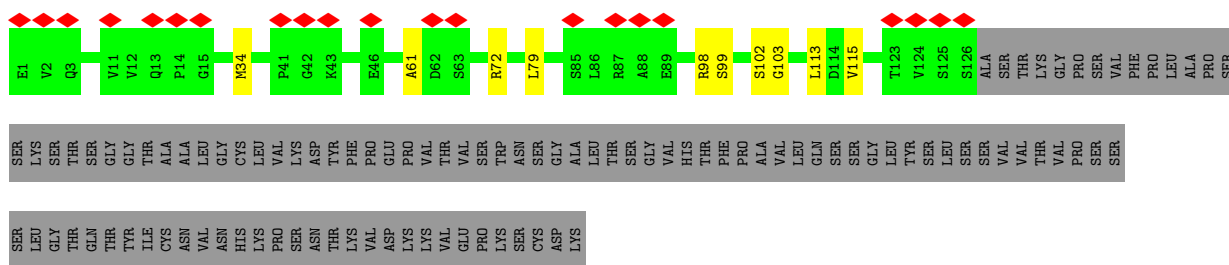 E1 V2 Q3 V11 V12 Q13 P14 G15 M34 P41 G42 K43 E46 A61 D62 S63 R72 L79 S85 L86 R87 A88 E89 R98 S99 S102 G103 L113 D114 V115 T123 V124 S125 S126 ALA SER THR LYS GLY PRO SER VAL PHE PRO LEU ALA PRO SER
SER LYS SER THR SER GLY GLY THR ALA ALA LEU GLY CYS LEU VAL LYS ASP TYR PHE PRO GLU PRO VAL THR VAL SER TRP ASN SER GLY ALA LEU THR SER GLY VAL HIS THR PHE PRO ALA VAL LEU GLN SER SER GLY LEU TYR SER LEU SER SER VAL VAL THR VAL PRO SER SER
SER LEU GLY THR GLN THR TYR ILE CYS ASN VAL ASN HIS LYS PRO SER ASN THR LYS VAL ASP LYS LYS VAL GLU PRO LYS SER CYS ASP LYS